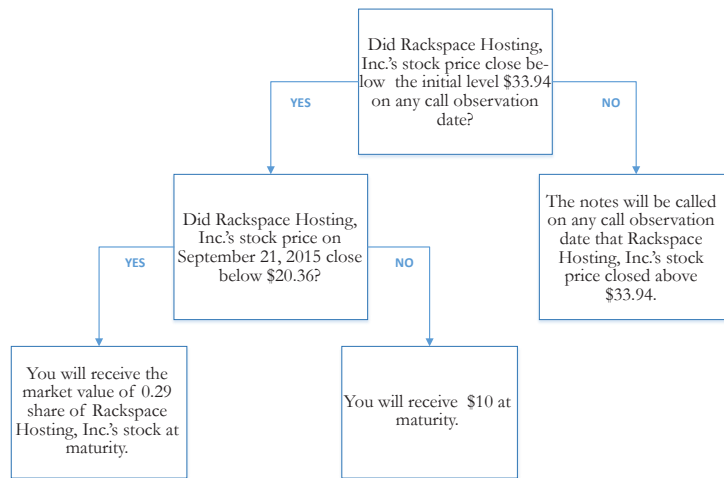 Did Rackspace Hosting,
Inc.'s stock price close be-
low the initial level $33.94
on any call observation
date?
YES
NO
Did Rackspace Hosting,
Inc.'s stock price on
September 21, 2015 close
below $20.36?
The notes will be called
on any call observation
date that Rackspace
Hosting, Inc.'s stock
price closed above
$33.94.
YES
NO
You will receive the
market value of 0.29
share of Rackspace
Hosting, Inc.'s stock at
maturity.
You will receive $10 at
maturity.